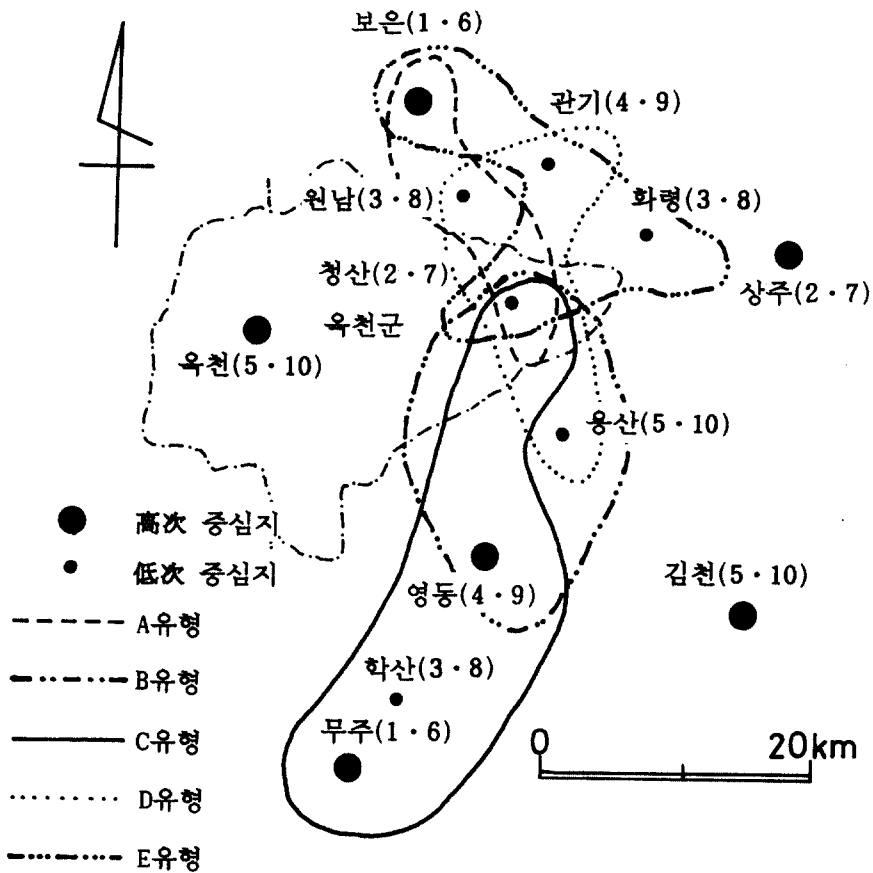 보은(1·6)
관기(4·9)
원남(3·8)
화령(3·8)
청산(2·7)
상주(2·7)
옥천군
옥천(5·10)
용산(5·10)
高次 중심지
低次 중심지
영동(4·9)
김천(5·10)
A유형
B유형
학산(3·8)
무주(1·6)
C유형
0 20km
D유형
E유형